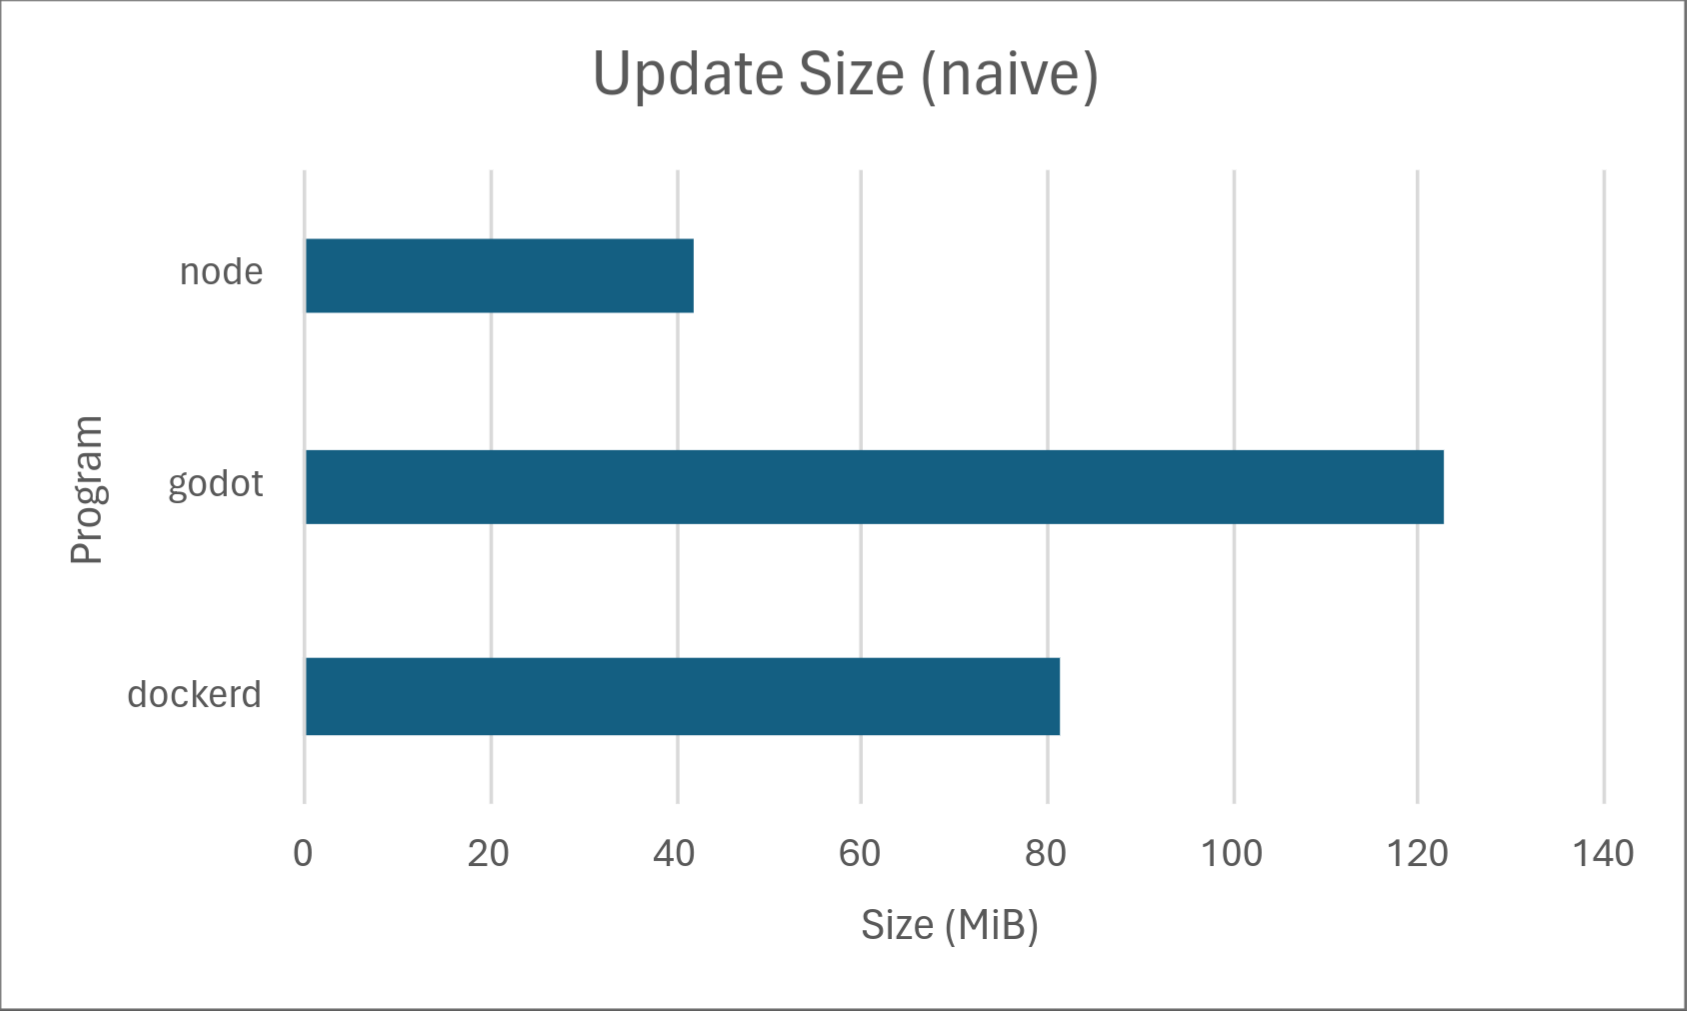 Update Size (naive)
Program
node
godot
dockerd
0 20 40 60 80 100 120 140
Size (MiB)